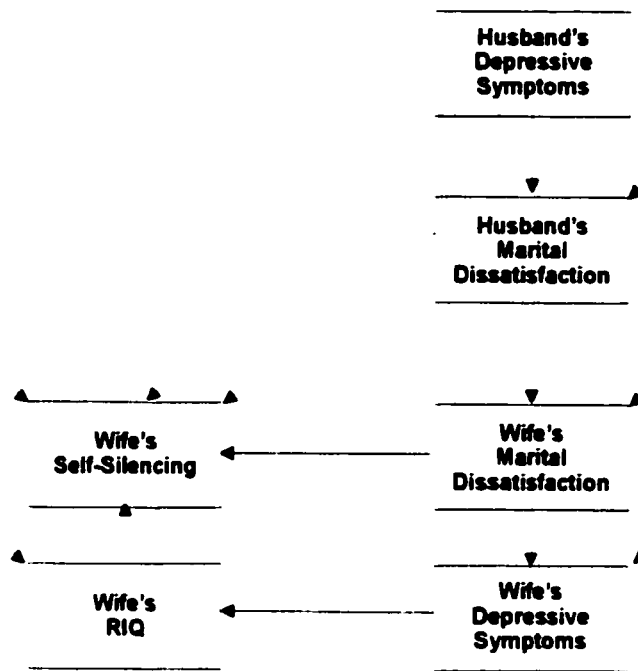 Husband's
Depressive
Symptoms
Husband's
Marital
Dissatisfaction
Wife's
Self-Silencing
Wife's
Marital
Dissatisfaction
Wife's
RIQ
Wife's
Depressive
Symptoms